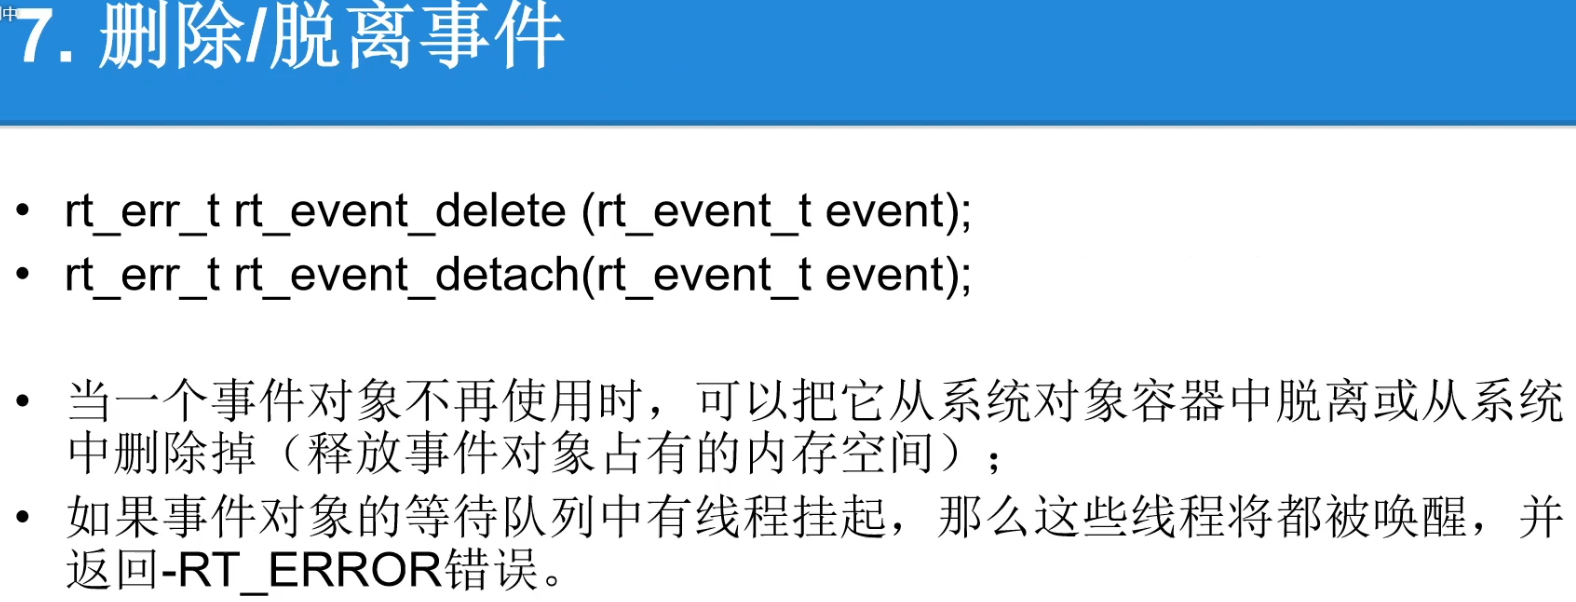 7. 删除/脱离事件
• rt_err_t rt_event_delete (rt_event_t event);
• rt_err_t rt_event_detach(rt_event_t event);
• 当一个事件对象不再使用时，可以把它从系统对象容器中脱离或从系统
中删除掉（释放事件对象占有的内存空间）；
• 如果事件对象的等待队列中有线程挂起，那么这些线程将都被唤醒，并
返回-RT_ERROR错误。